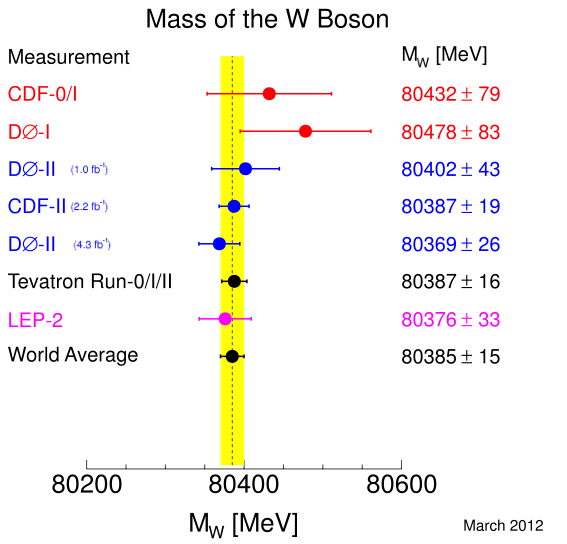 Mass of the W Boson
Measurement M_W [MeV]
CDF-0/I 80432 ± 79
DØ-I 80478 ± 83
DØ-II (1.0 fb⁻¹) 80402 ± 43
CDF-II (2.2 fb⁻¹) 80387 ± 19
DØ-II (4.3 fb⁻¹) 80369 ± 26
Tevatron Run-0/I/II 80387 ± 16
LEP-2 80376 ± 33
World Average 80385 ± 15
80200 80400 80600
M_W [MeV]
March 2012